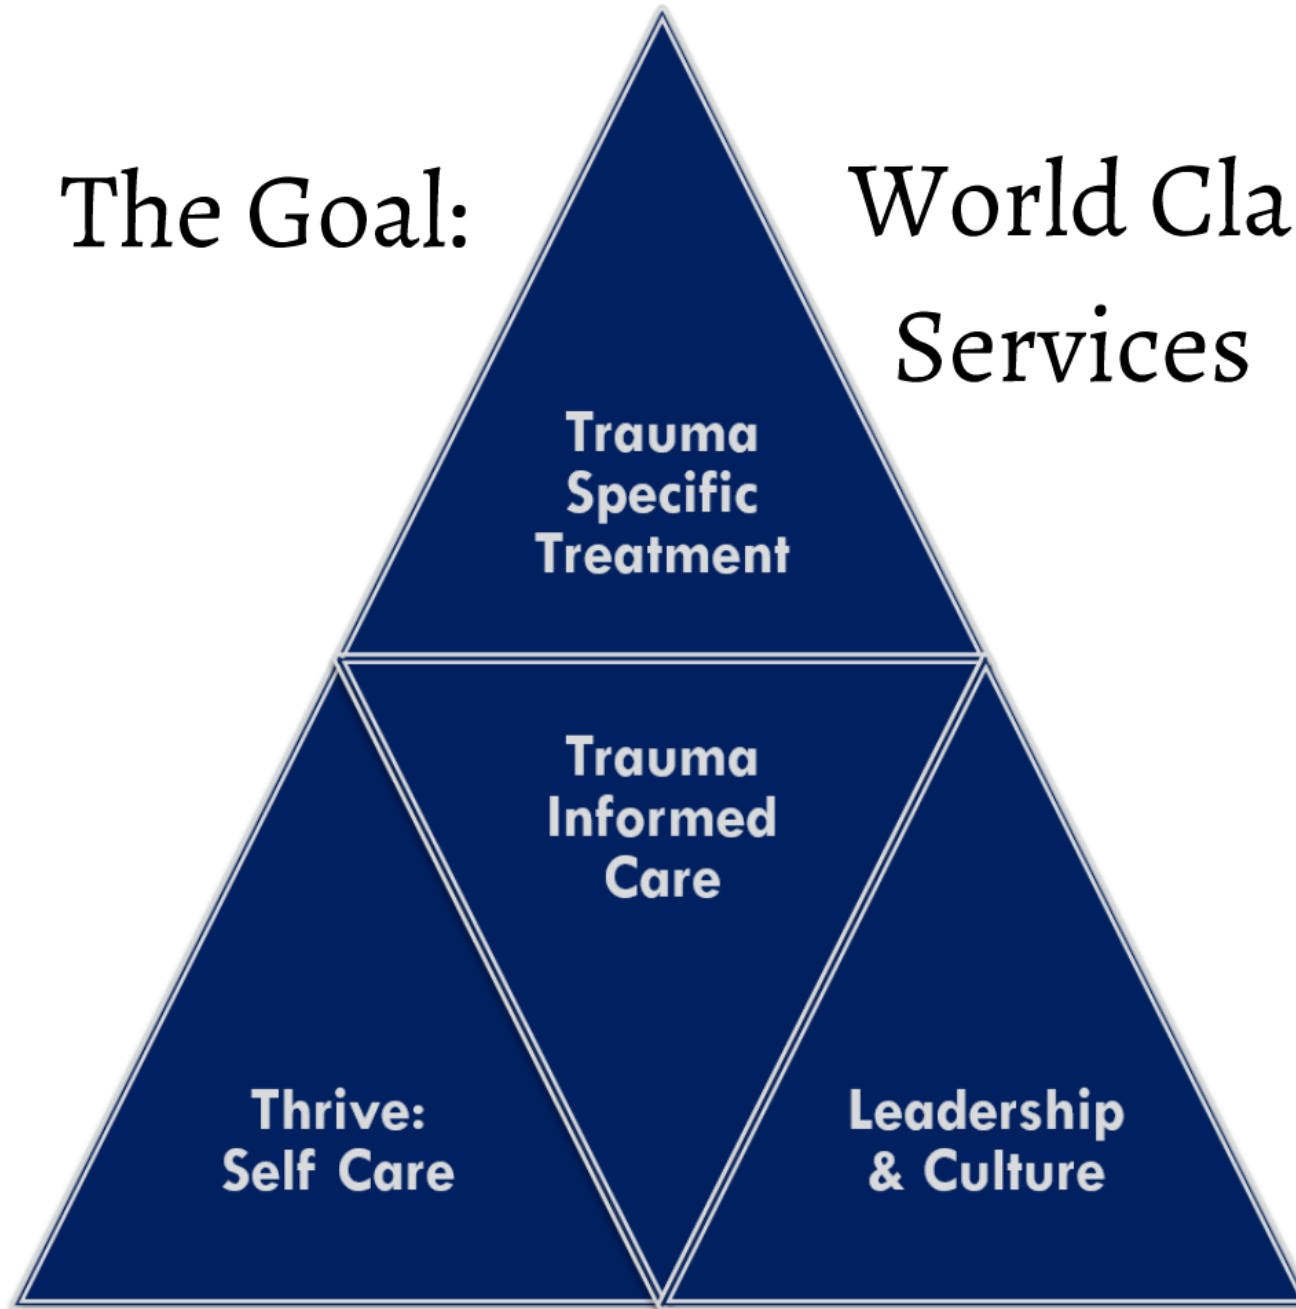 The Goal:
World Cla
Services
Trauma
Specific
Treatment
Trauma
Informed
Care
Thrive:
Self Care
Leadership
& Culture